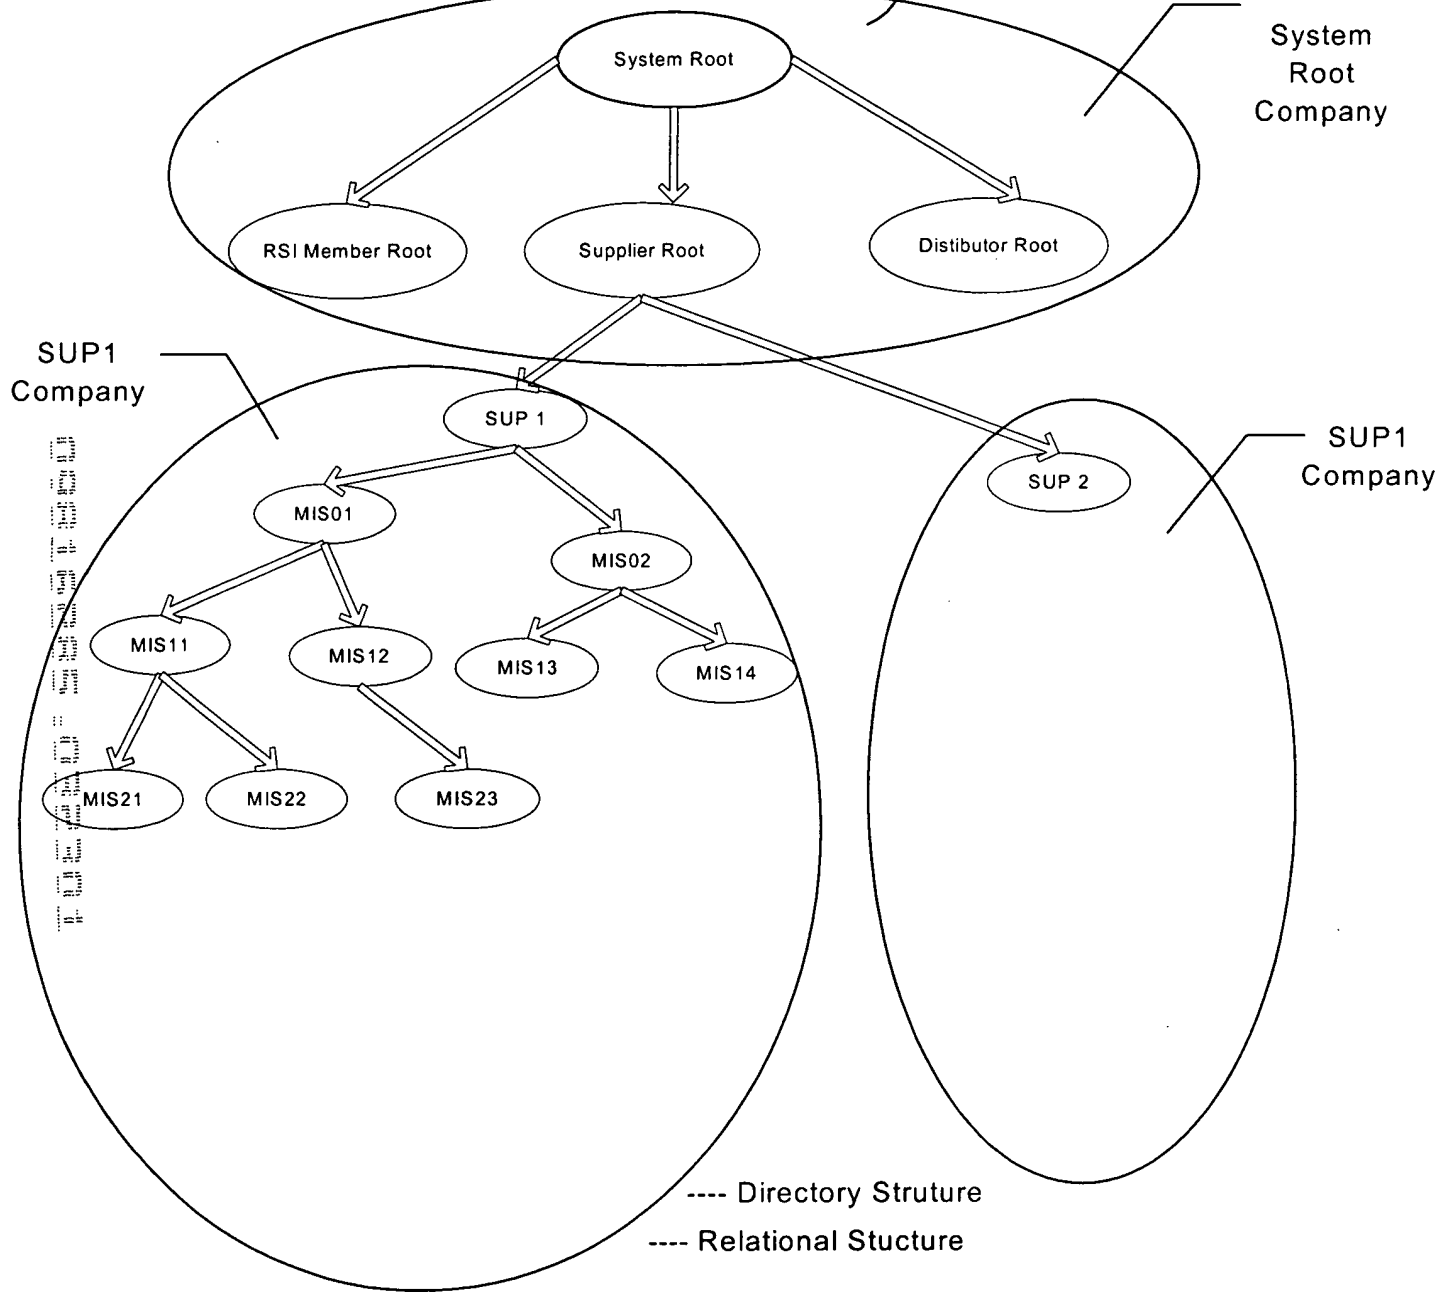 System Root
System
Root
Company
RSI Member Root
Supplier Root
Distibutor Root
SUP1
Company
SUP 1
SUP1
Company
SUP 2
MIS01
MIS02
MIS11
MIS12
MIS13
MIS14
MIS21
MIS22
MIS23
---- Directory Struture
---- Relational Stucture